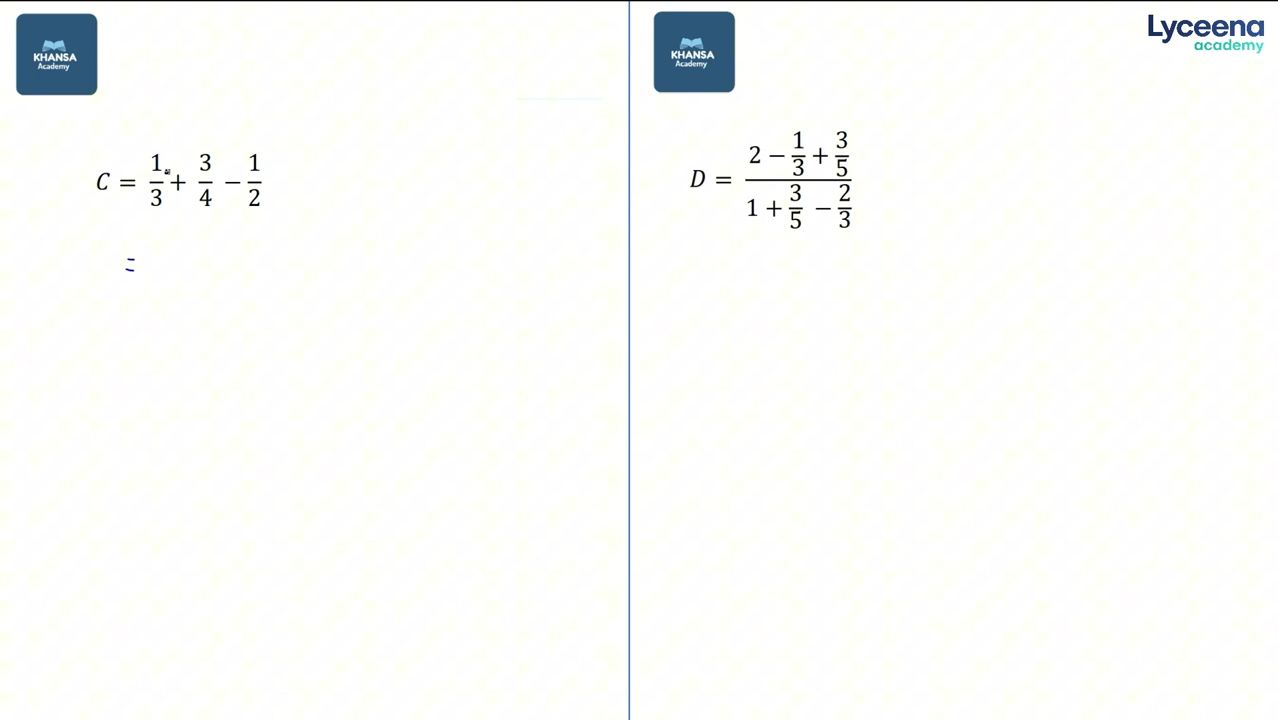 KHANSA
Academy
C = 1/3 + 3/4 − 1/2
=
KHANSA
Academy
Lyceena
academy
D = (2 − 1/3 + 3/5) / (1 + 3/5 − 2/3)